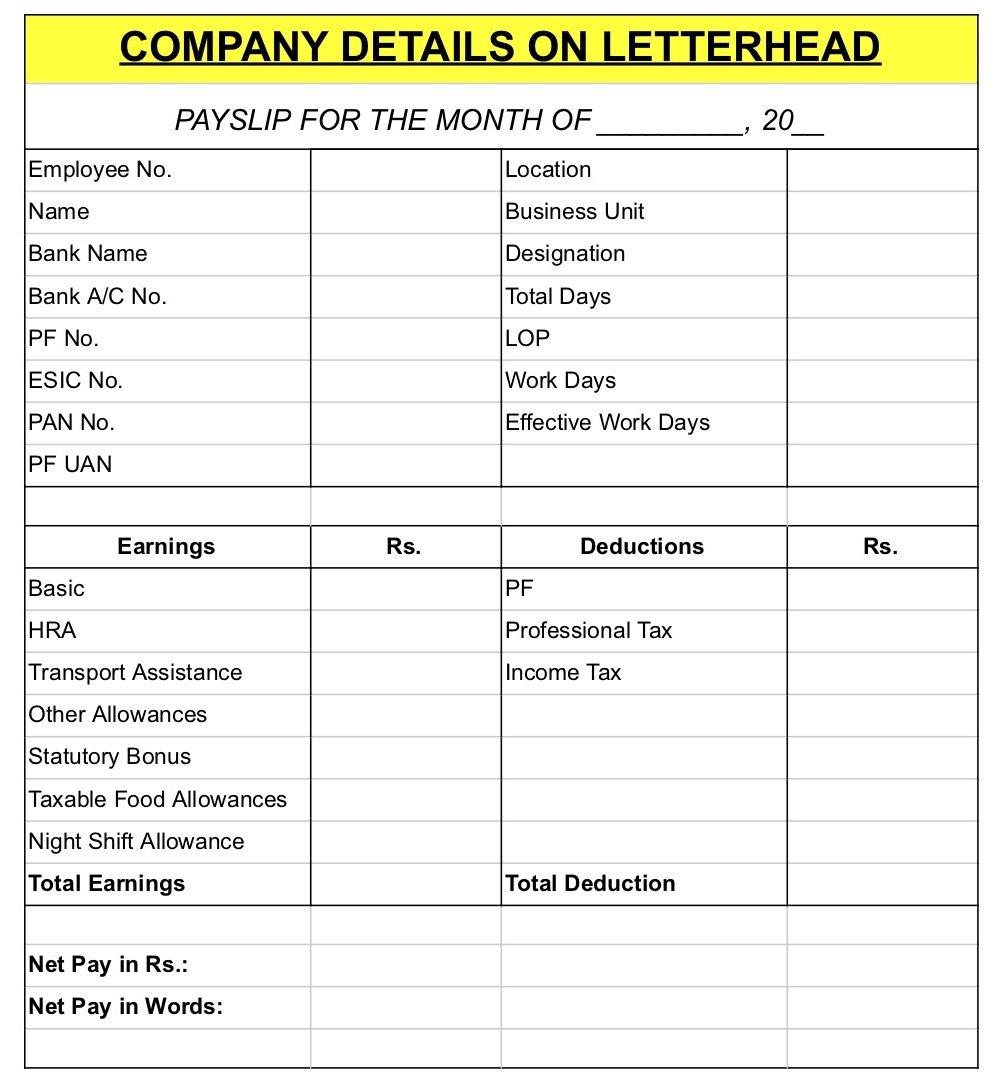 COMPANY DETAILS ON LETTERHEAD
PAYSLIP FOR THE MONTH OF _________, 20__
Employee No. Location
Name Business Unit
Bank Name Designation
Bank A/C No. Total Days
PF No. LOP
ESIC No. Work Days
PAN No. Effective Work Days
PF UAN
Earnings Rs. Deductions Rs.
Basic PF
HRA Professional Tax
Transport Assistance Income Tax
Other Allowances
Statutory Bonus
Taxable Food Allowances
Night Shift Allowance
Total Earnings Total Deduction
Net Pay in Rs.:
Net Pay in Words: